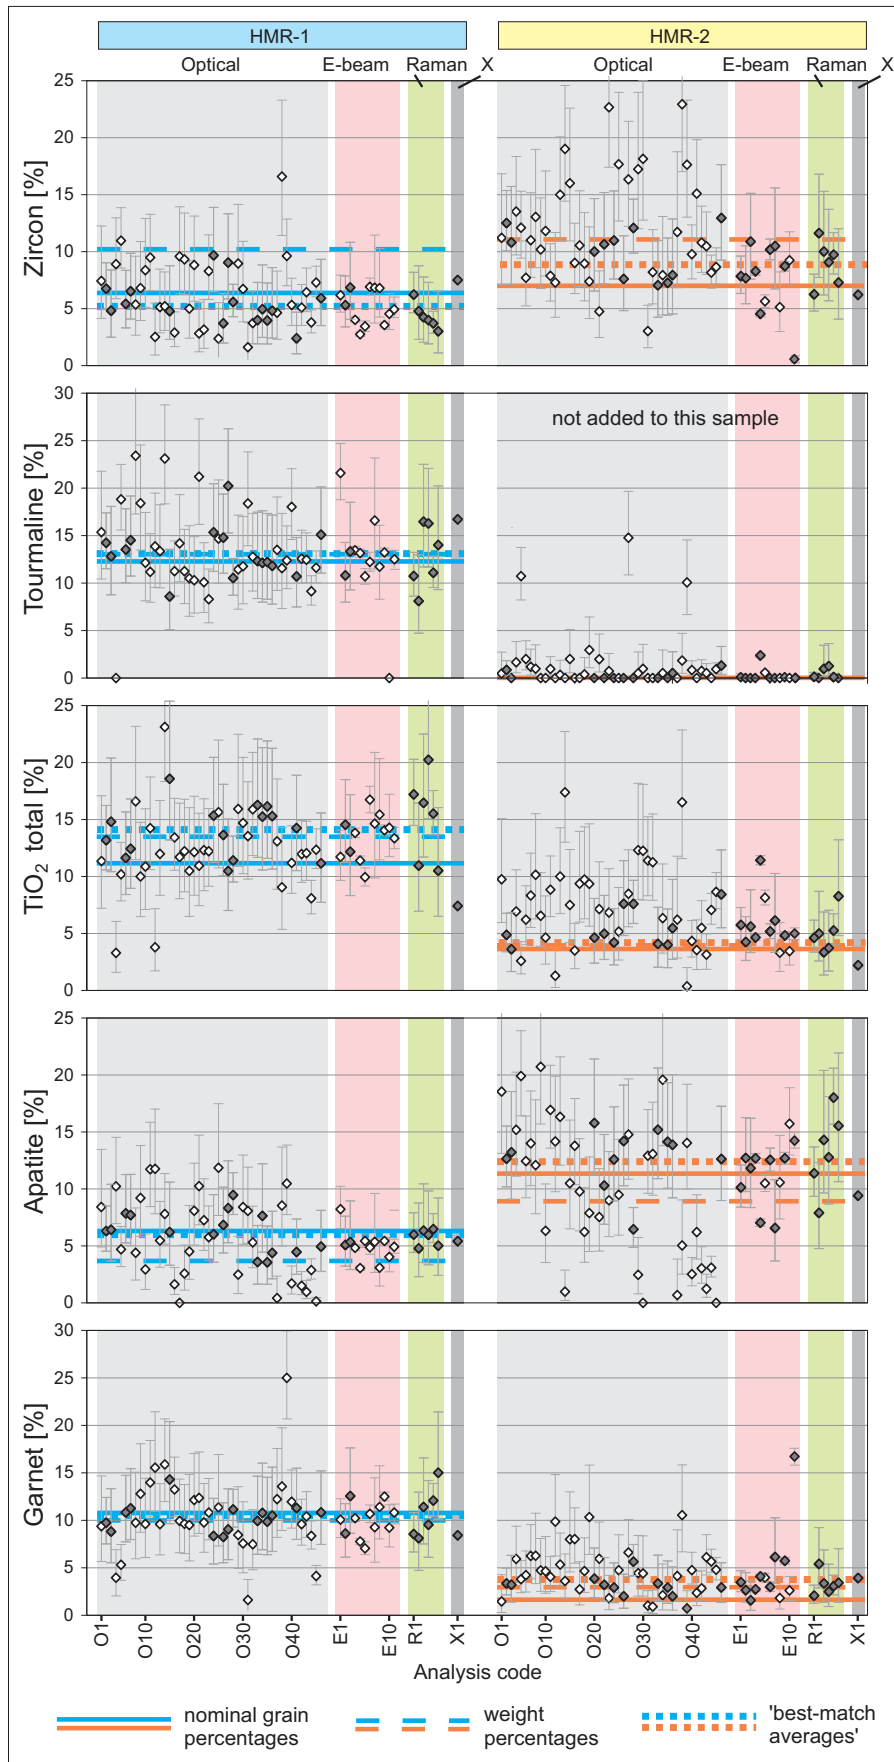 HMR-1 HMR-2
Optical E-beam Raman X Optical E-beam Raman X
Zircon [%]
25
20
15
10
5
0
Tourmaline [%]
30
25
20
15
10
5
0
not added to this sample
TiO₂ total [%]
25
20
15
10
5
0
Apatite [%]
25
20
15
10
5
0
Garnet [%]
30
25
20
15
10
5
0
O1 O10 O20 O30 O40 E1 E10 R1 X1 O1 O10 O20 O30 O40 E1 E10 R1 X1
Analysis code
nominal grain percentages
weight percentages
'best-match averages'